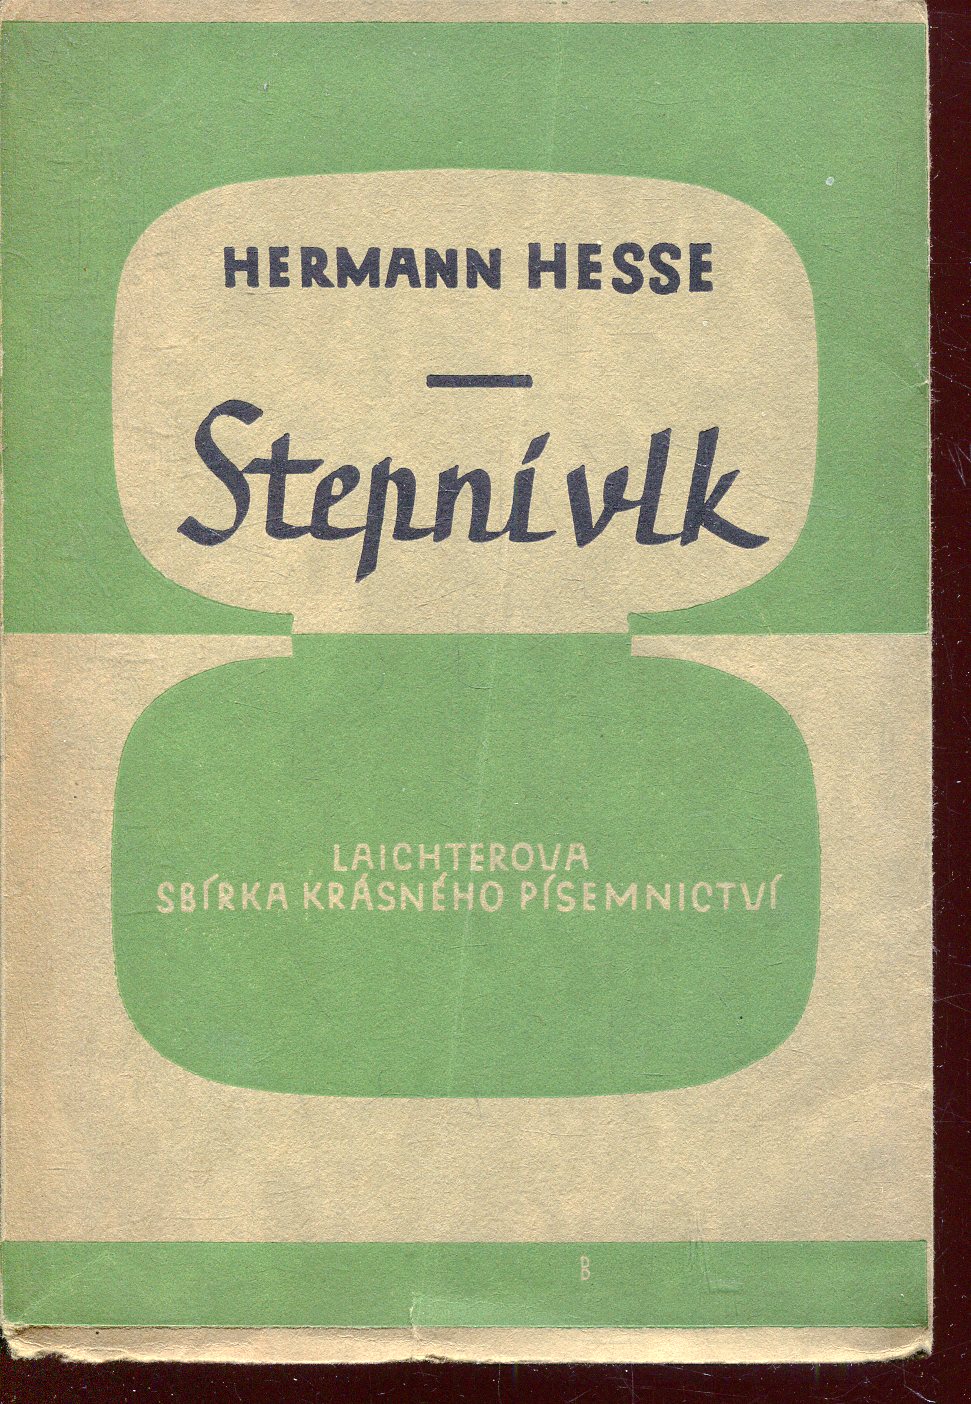 HERMANN HESSE
Stepní vlk
LAICHTEROVA
SBÍRKA KRÁSNÉHO PÍSEMNICTVÍ
B